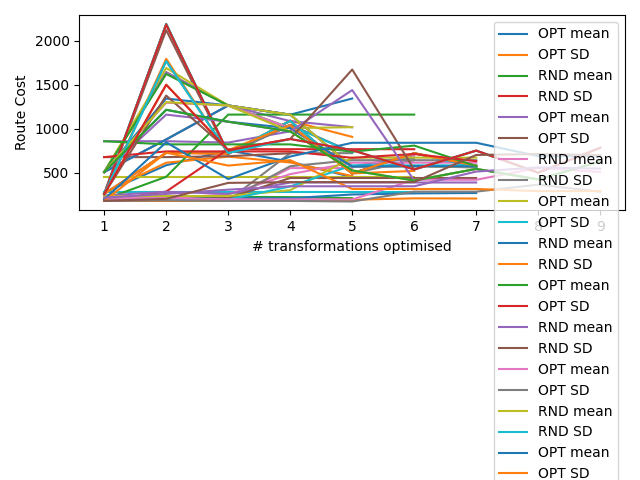 Route Cost
2000
1500
1000
500
1 2 3 4 5 6 7 8 9
# transformations optimised
OPT mean
OPT SD
RND mean
RND SD
OPT mean
OPT SD
RND mean
RND SD
OPT mean
OPT SD
RND mean
RND SD
OPT mean
OPT SD
RND mean
RND SD
OPT mean
OPT SD
RND mean
RND SD
OPT mean
OPT SD